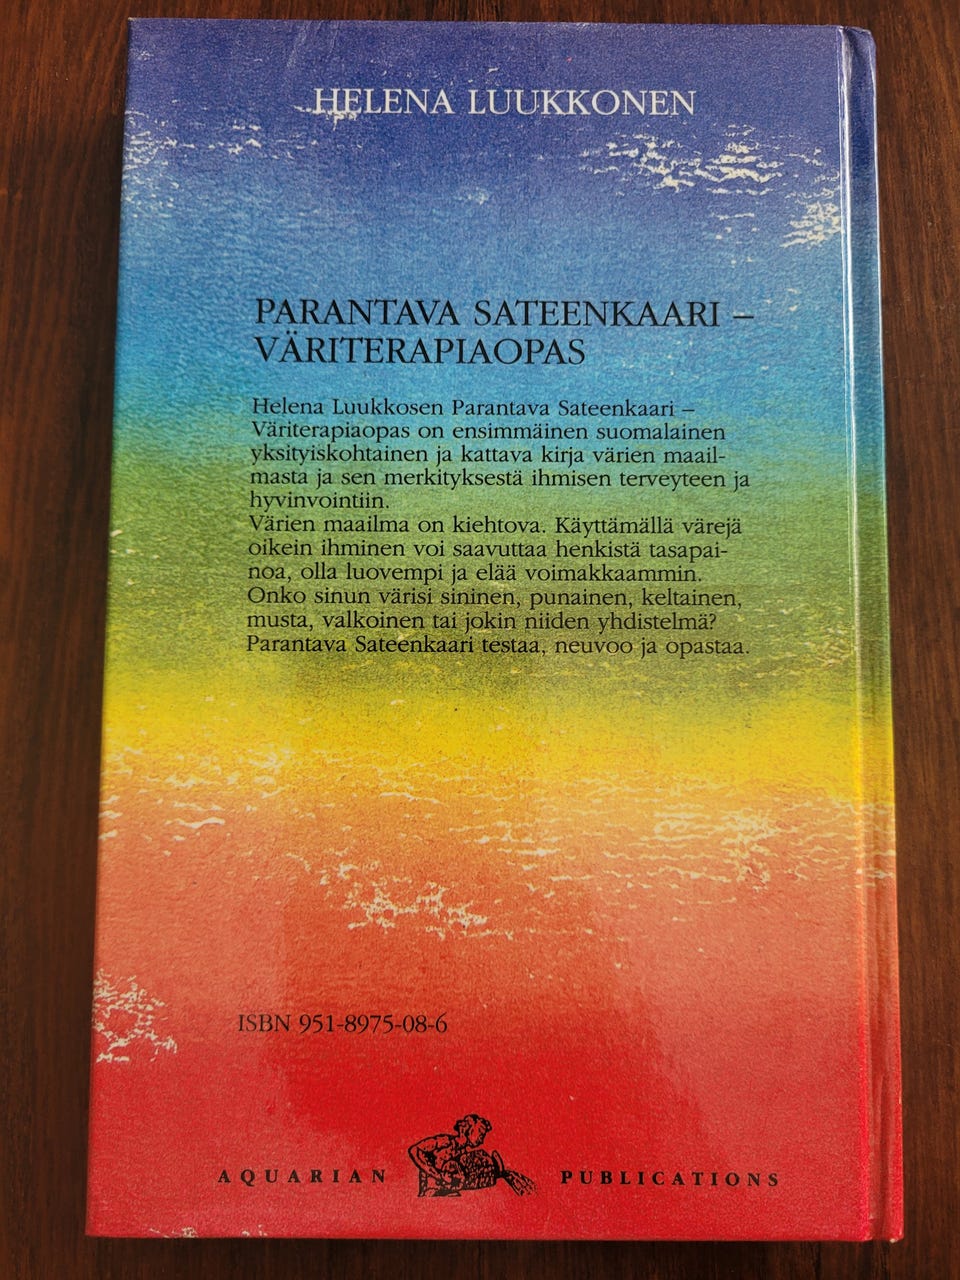 HELENA LUUKKONEN
PARANTAVA SATEENKAARI –
VÄRITERAPIAOPAS
Helena Luukkosen Parantava Sateenkaari –
Väriterapiaopas on ensimmäinen suomalainen
yksityiskohtainen ja kattava kirja värien maail-
masta ja sen merkityksestä ihmisen terveyteen ja
hyvinvointiin.
Värien maailma on kiehtova. Käyttämällä värejä
oikein ihminen voi saavuttaa henkistä tasapai-
noa, olla luovempi ja elää voimakkaammin.
Onko sinun värisi sininen, punainen, keltainen,
musta, valkoinen tai jokin niiden yhdistelmä?
Parantava Sateenkaari testaa, neuvoo ja opastaa.
ISBN 951-8975-08-6
AQUARIAN PUBLICATIONS